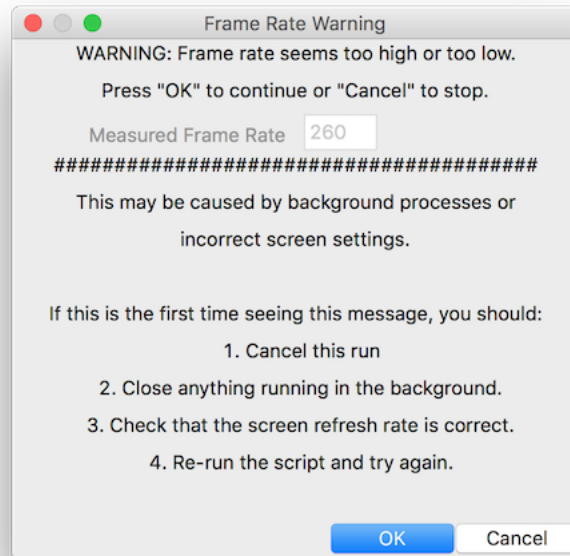 Frame Rate Warning
WARNING: Frame rate seems too high or too low.
Press "OK" to continue or "Cancel" to stop.
Measured Frame Rate 260
########################################
This may be caused by background processes or
incorrect screen settings.
If this is the first time seeing this message, you should:
1. Cancel this run
2. Close anything running in the background.
3. Check that the screen refresh rate is correct.
4. Re-run the script and try again.
OK Cancel